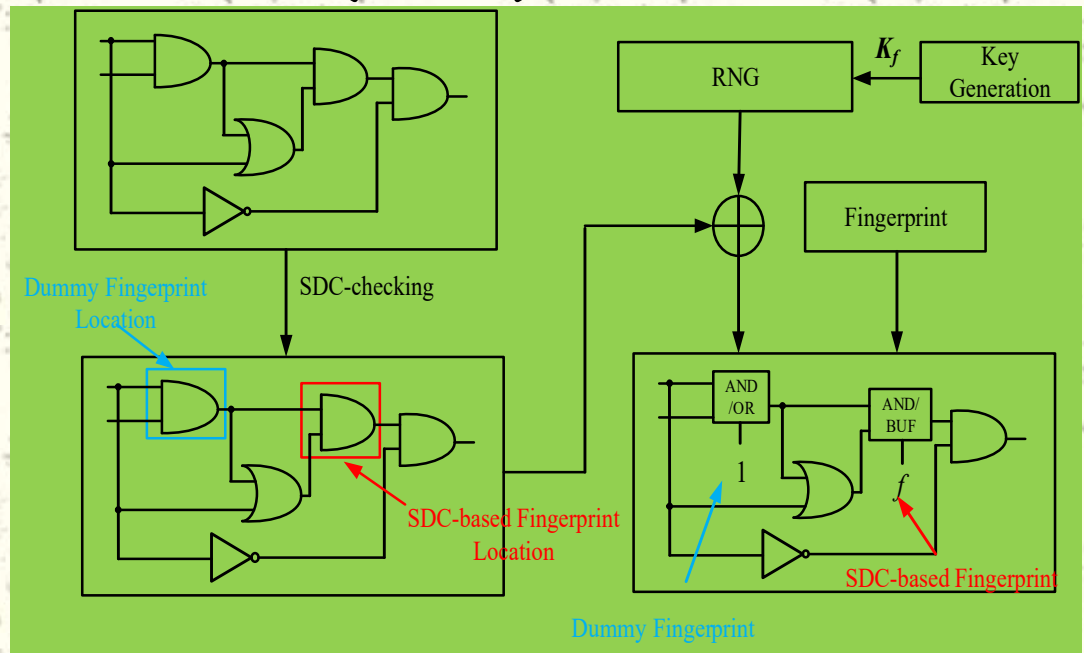 RNG
K_f
Key
Generation
Fingerprint
SDC-checking
Dummy Fingerprint
Location
SDC-based Fingerprint
Location
AND
/OR
1
AND/
BUF
f
SDC-based Fingerprint
Dummy Fingerprint